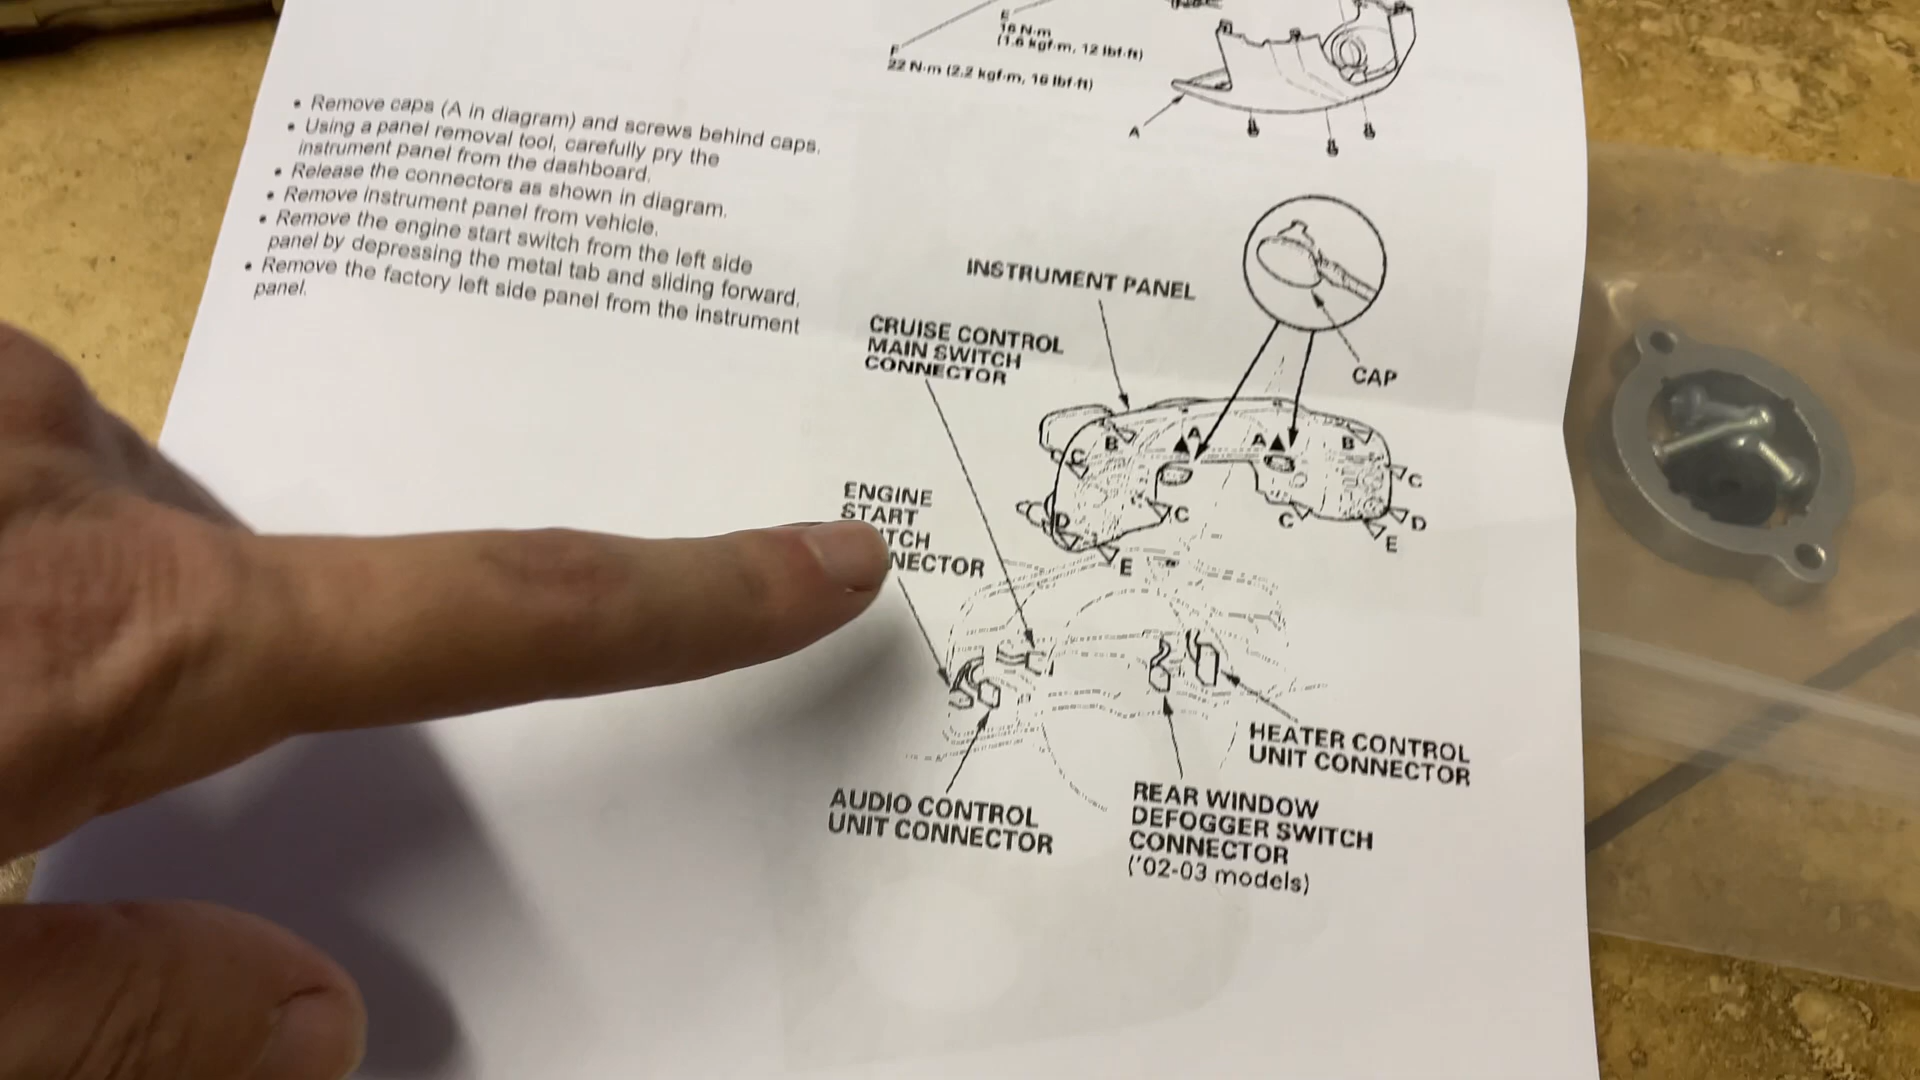 E
16 N·m
(1.6 kgf·m, 12 lbf·ft)
F
22 N·m (2.2 kgf·m, 16 lbf·ft)
A
• Remove caps (A in diagram) and screws behind caps.
• Using a panel removal tool, carefully pry the
instrument panel from the dashboard.
• Release the connectors as shown in diagram.
• Remove instrument panel from vehicle.
• Remove the engine start switch from the left side
panel by depressing the metal tab and sliding forward.
• Remove the factory left side panel from the instrument
panel.
INSTRUMENT PANEL
CAP
CRUISE CONTROL
MAIN SWITCH
CONNECTOR
B
A
A
B
C
C
C
C
D
D
E
E
ENGINE
START
ITCH
NECTOR
HEATER CONTROL
UNIT CONNECTOR
AUDIO CONTROL
UNIT CONNECTOR
REAR WINDOW
DEFOGGER SWITCH
CONNECTOR
('02-03 models)